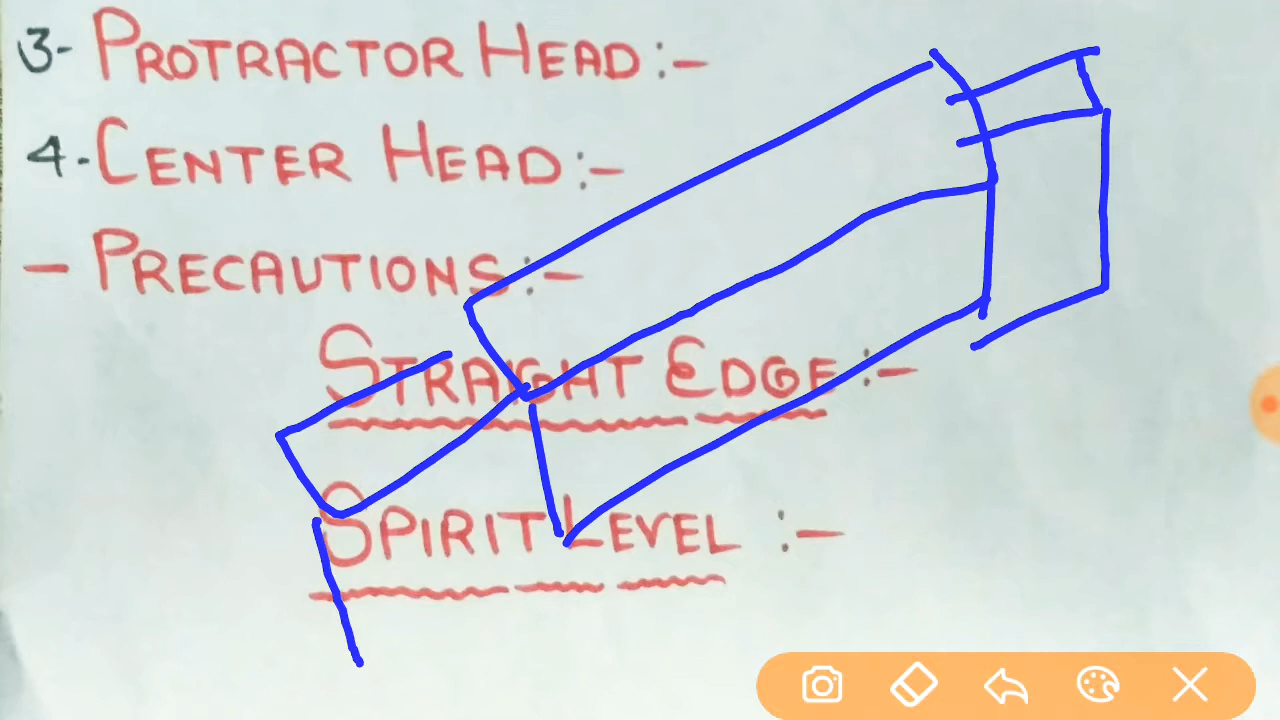 3- PROTRACTOR HEAD :-
4. CENTER HEAD :-
- PRECAUTIONS :-
STRAIGHT EDGE :-
SPIRIT LEVEL :-